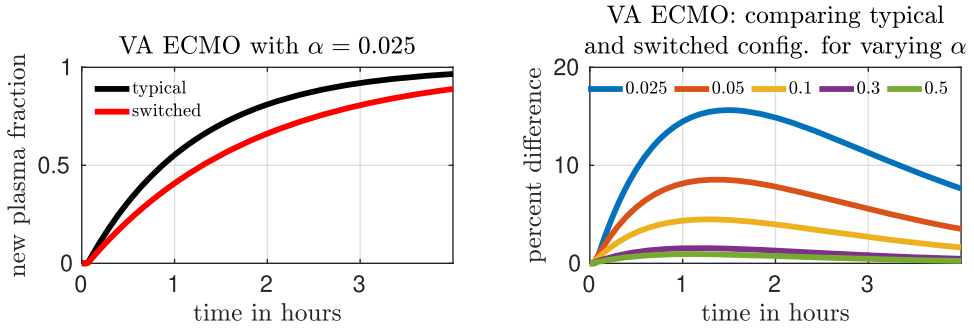 VA ECMO with α = 0.025
new plasma fraction
1
0.5
0
typical
switched
0 1 2 3
time in hours
VA ECMO: comparing typical
and switched config. for varying α
percent difference
20
10
0
0.025 0.05 0.1 0.3 0.5
0 1 2 3 4
time in hours